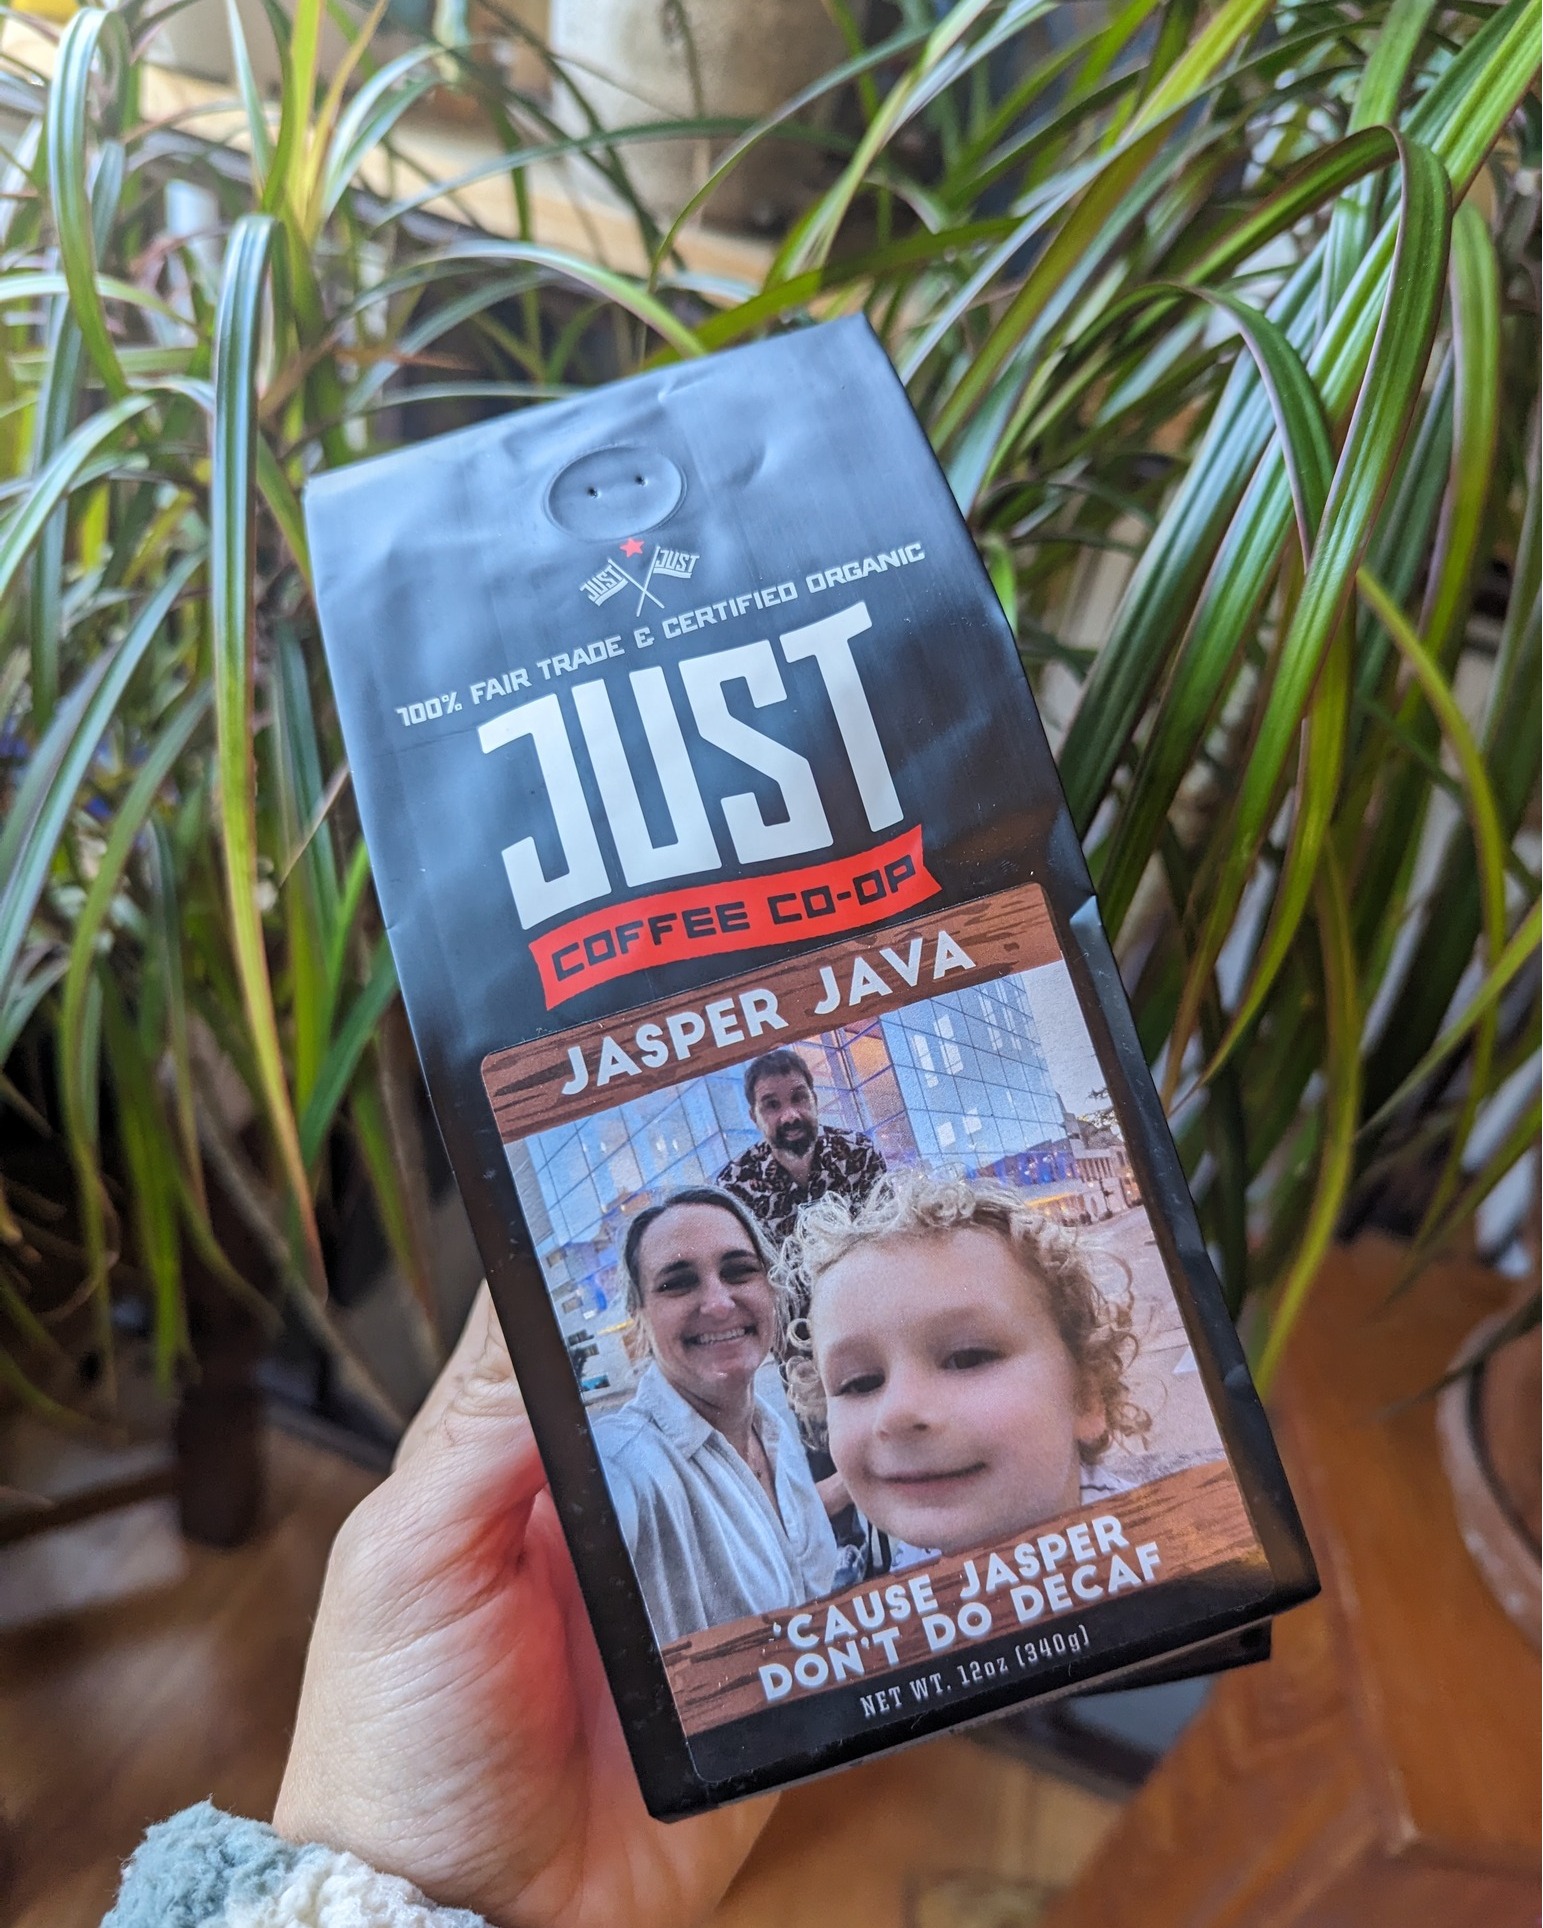 JUST JUST
100% FAIR TRADE & CERTIFIED ORGANIC
JUST
COFFEE CO-OP
JASPER JAVA
'CAUSE JASPER
DON'T DO DECAF
NET WT. 12oz (340g)